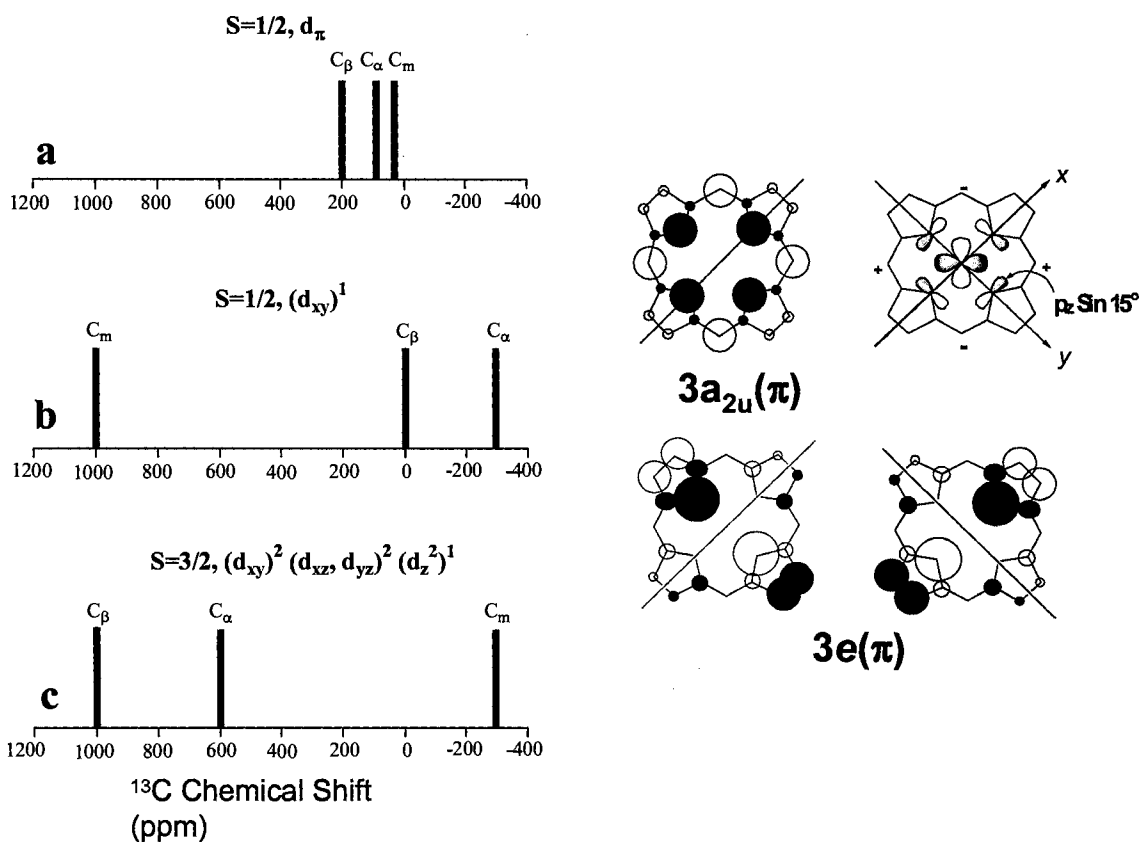 S=1/2, dπ
Cβ Cα Cm
a
1200 1000 800 600 400 200 0 -200 -400
S=1/2, (dxy)¹
Cm Cβ Cα
b
1200 1000 800 600 400 200 0 -200 -400
S=3/2, (dxy)² (dxz, dyz)² (dz²)¹
Cβ Cα Cm
c
1200 1000 800 600 400 200 0 -200 -400
¹³C Chemical Shift
(ppm)
x
-
+ +
pz Sin 15°
-
y
3a2u(π)
3e(π)